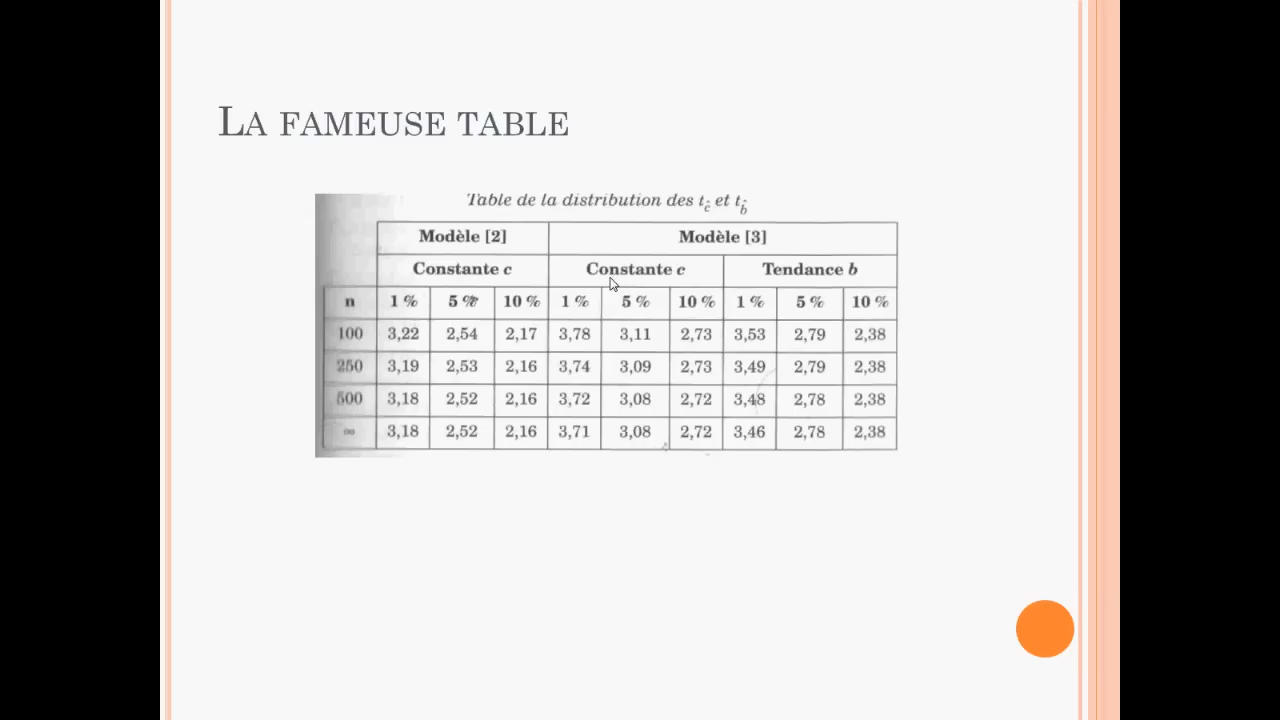 LA FAMEUSE TABLE
Table de la distribution des tĉ et tb̂
Modèle [2] Modèle [3]
Constante c Constante c Tendance b
n 1 % 5 % 10 % 1 % 5 % 10 % 1 % 5 % 10 %
100 3,22 2,54 2,17 3,78 3,11 2,73 3,53 2,79 2,38
250 3,19 2,53 2,16 3,74 3,09 2,73 3,49 2,79 2,38
500 3,18 2,52 2,16 3,72 3,08 2,72 3,48 2,78 2,38
∞ 3,18 2,52 2,16 3,71 3,08 2,72 3,46 2,78 2,38